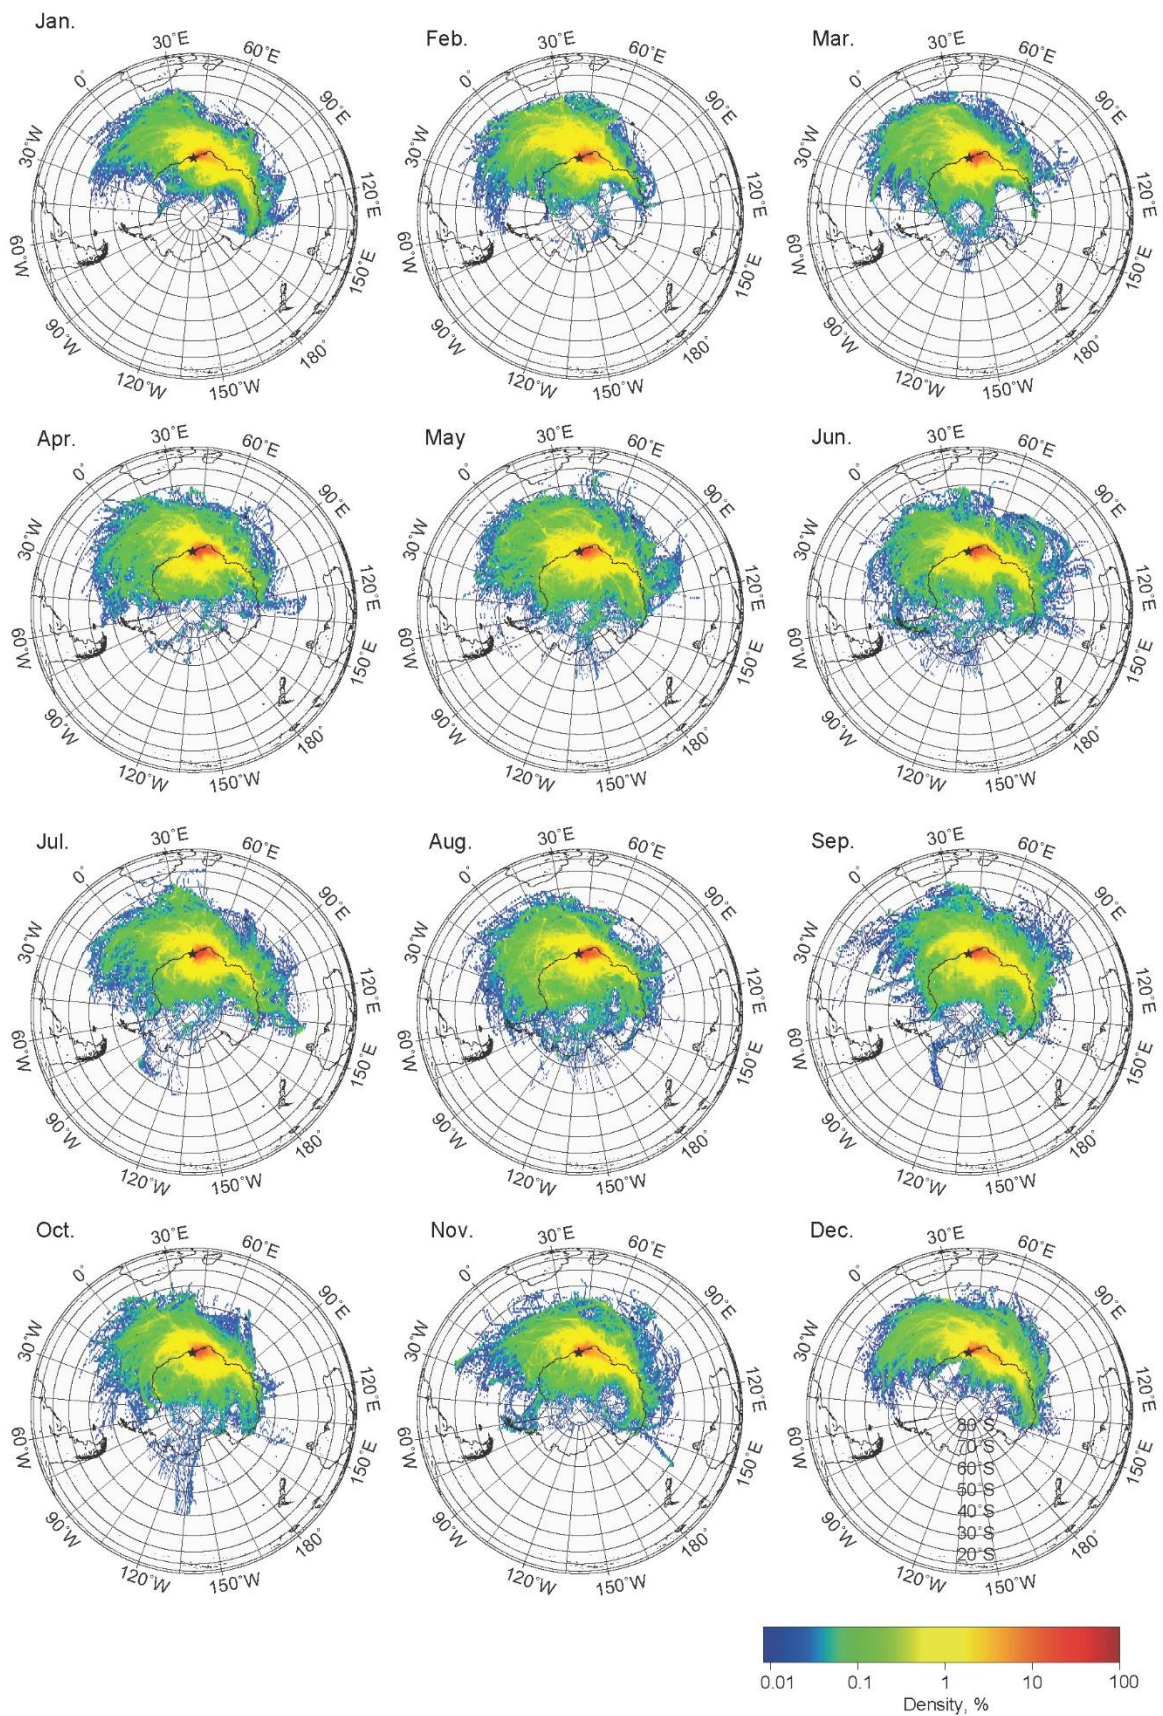 Jan.
Feb.
Mar.
30°E
60°E
90°E
120°E
150°E
180°
150°W
120°W
90°W
60°W
30°W
0°
30°E
60°E
90°E
120°E
150°E
180°
150°W
120°W
90°W
60°W
30°W
0°
30°E
60°E
90°E
120°E
150°E
180°
150°W
120°W
90°W
60°W
30°W
0°
Apr.
May
Jun.
30°E
60°E
90°E
120°E
150°E
180°
150°W
120°W
90°W
60°W
30°W
0°
30°E
60°E
90°E
120°E
150°E
180°
150°W
120°W
90°W
60°W
30°W
0°
30°E
60°E
90°E
120°E
150°E
180°
150°W
120°W
90°W
60°W
30°W
0°
Jul.
Aug.
Sep.
30°E
60°E
90°E
120°E
150°E
180°
150°W
120°W
90°W
60°W
30°W
0°
30°E
60°E
90°E
120°E
150°E
180°
150°W
120°W
90°W
60°W
30°W
0°
30°E
60°E
90°E
120°E
150°E
180°
150°W
120°W
90°W
60°W
30°W
0°
Oct.
Nov.
Dec.
30°E
60°E
90°E
120°E
150°E
180°
150°W
120°W
90°W
60°W
30°W
0°
30°E
60°E
90°E
120°E
150°E
180°
150°W
120°W
90°W
60°W
30°W
0°
30°E
60°E
90°E
120°E
150°E
180°
150°W
120°W
90°W
60°W
30°W
0°
80°S
70°S
60°S
50°S
40°S
30°S
20°S
0.01 0.1 1 10 100
Density, %